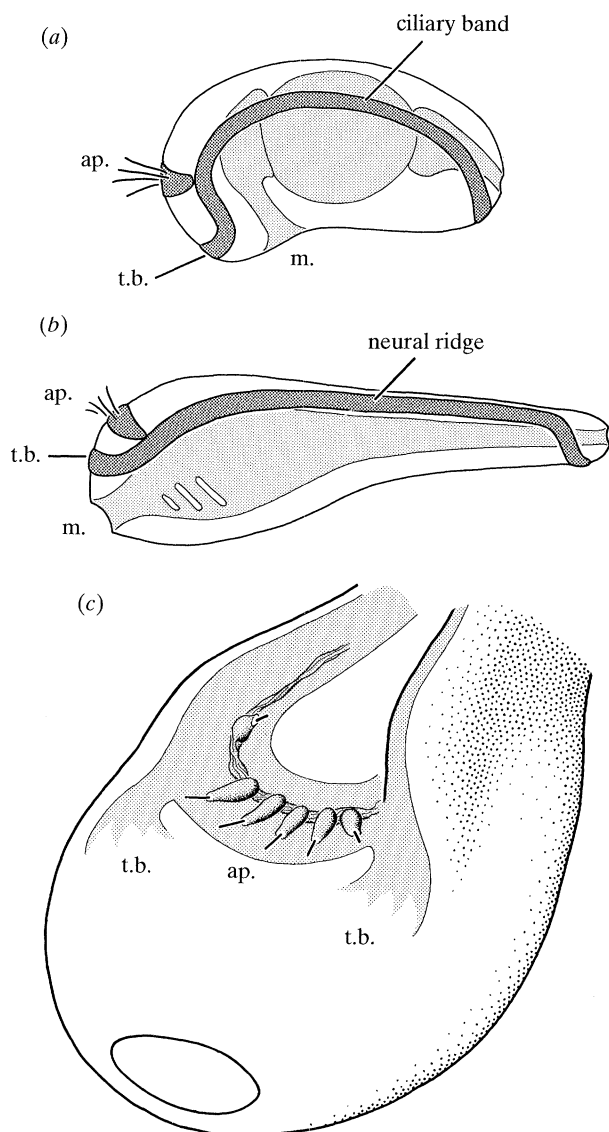 (a)
ciliary band
ap.
t.b.
m.
(b)
neural ridge
ap.
t.b.
m.
(c)
t.b.
ap.
t.b.